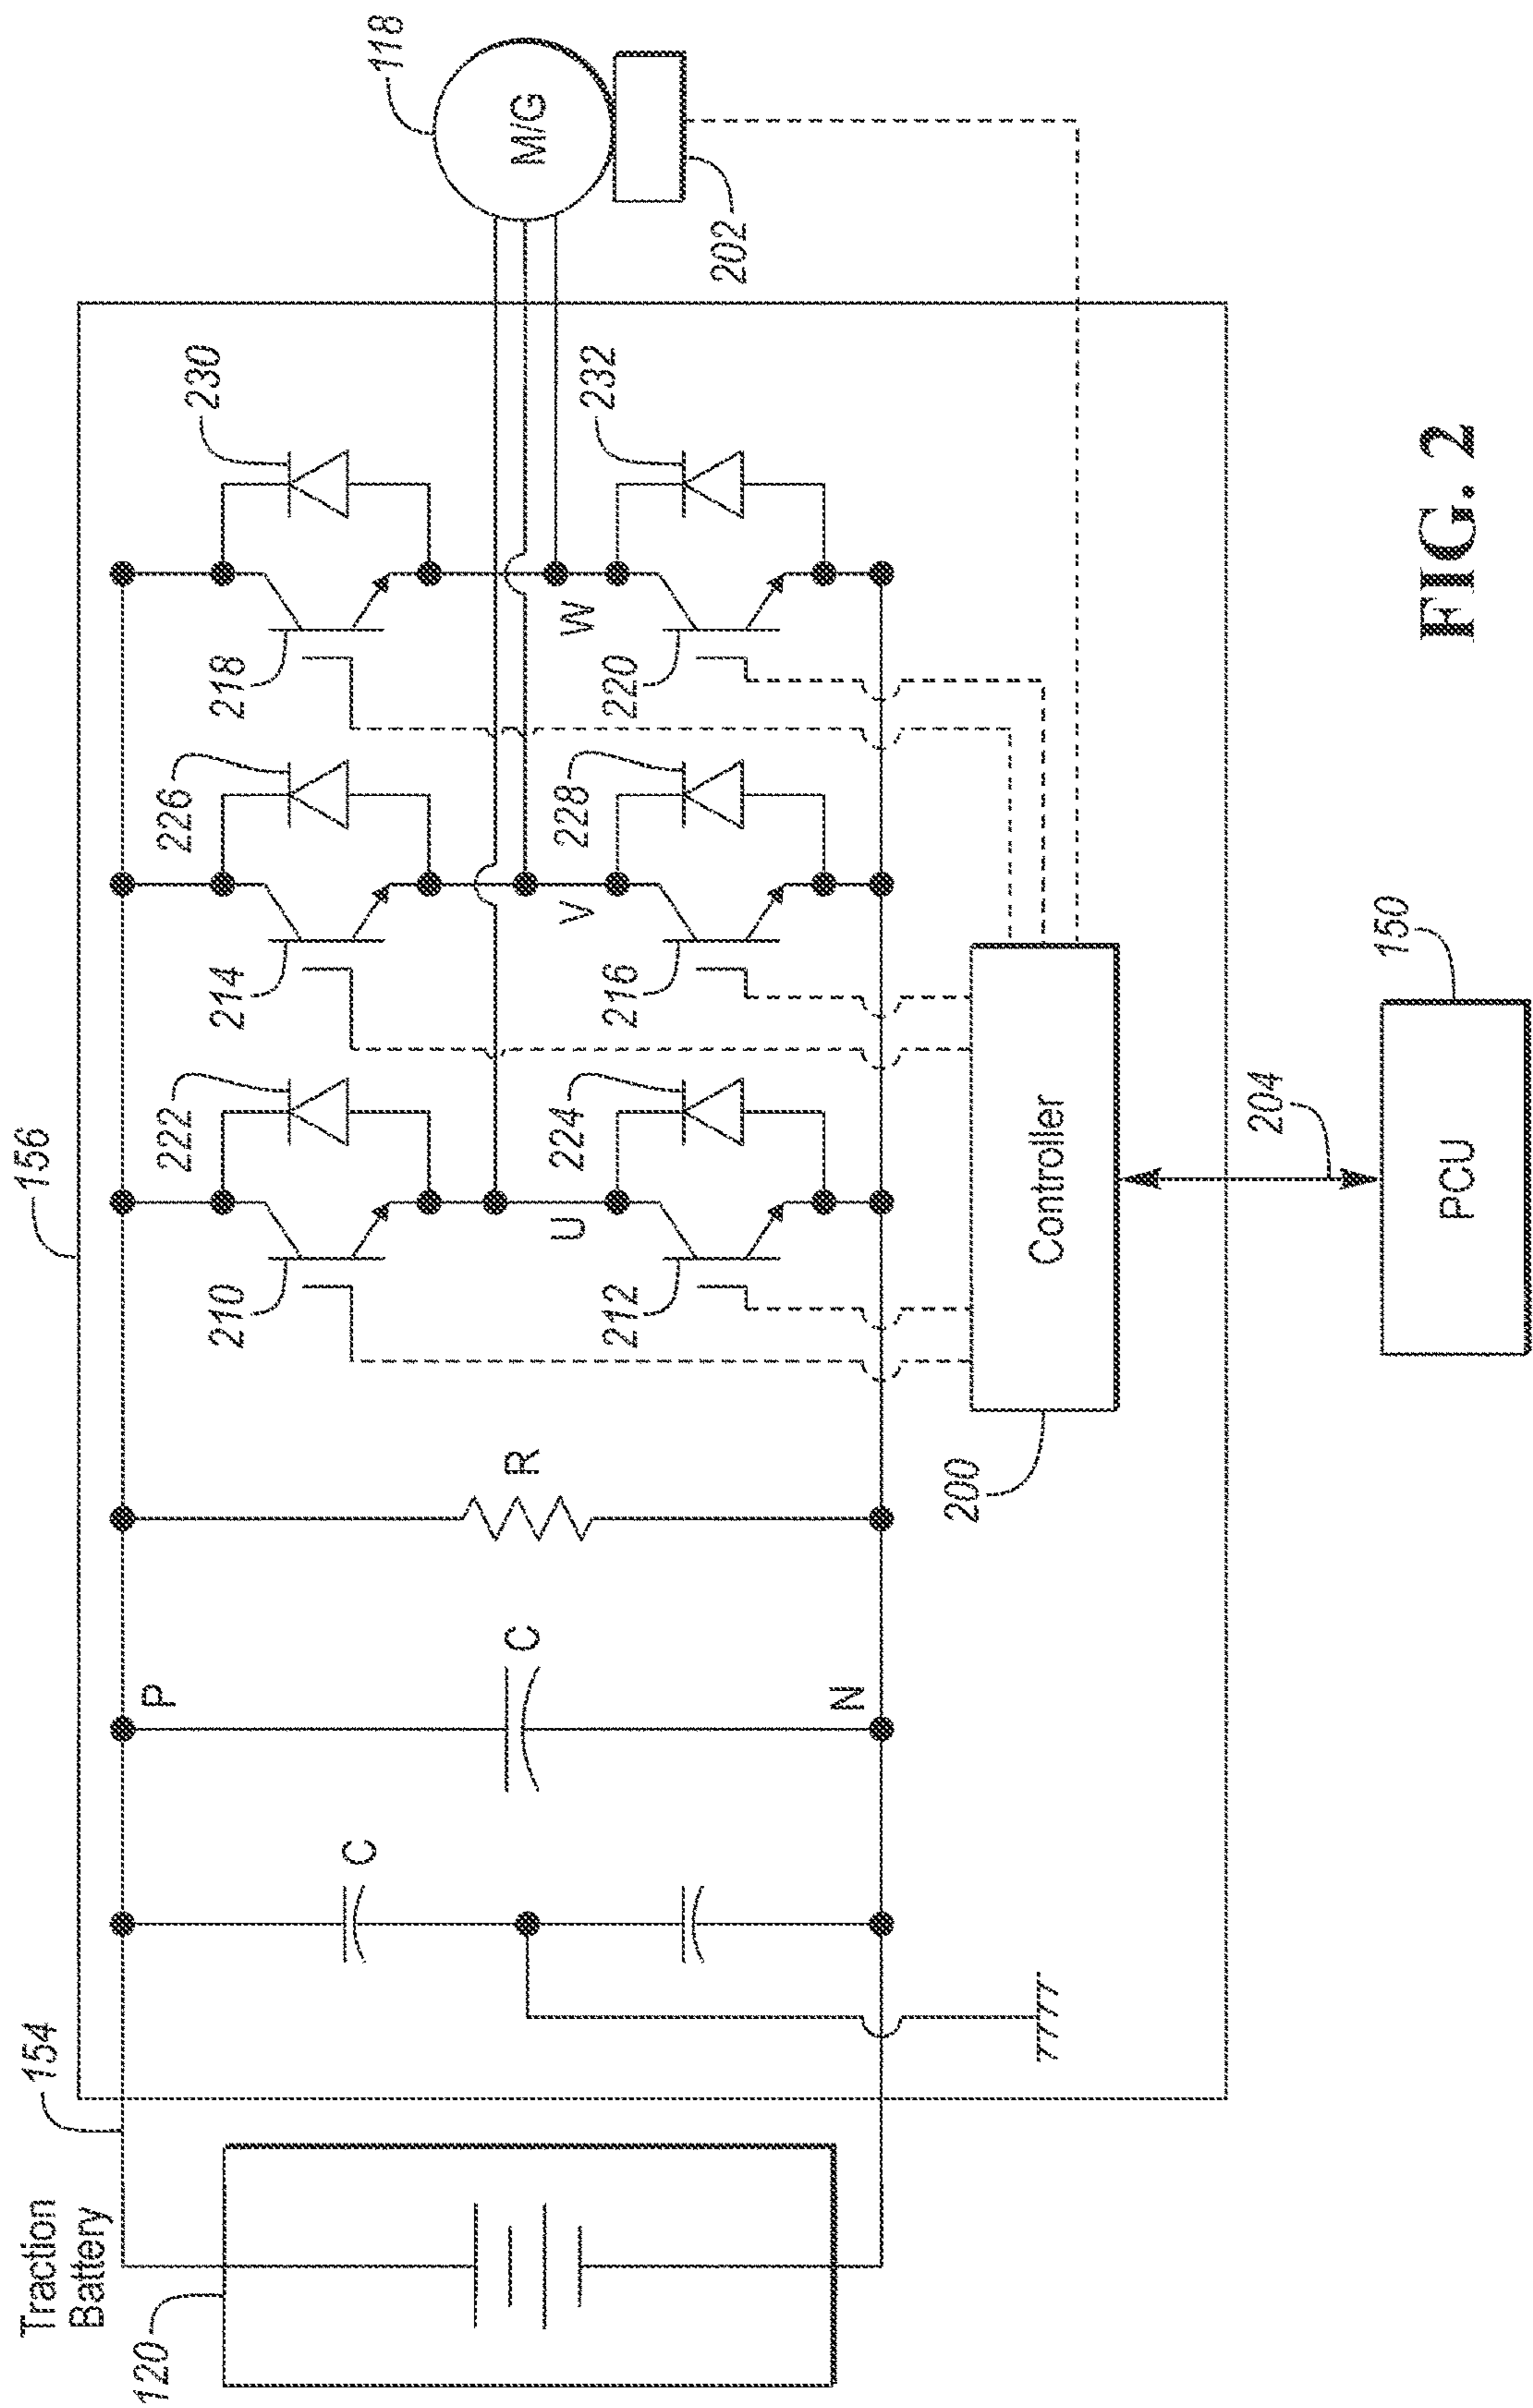 Traction
Battery
154
156
120
P
C
C
N
R
222
226
230
210
214
218
U
V
W
224
228
232
212
216
220
118
M/G
202
200
Controller
204
PCU
150
FIG. 2